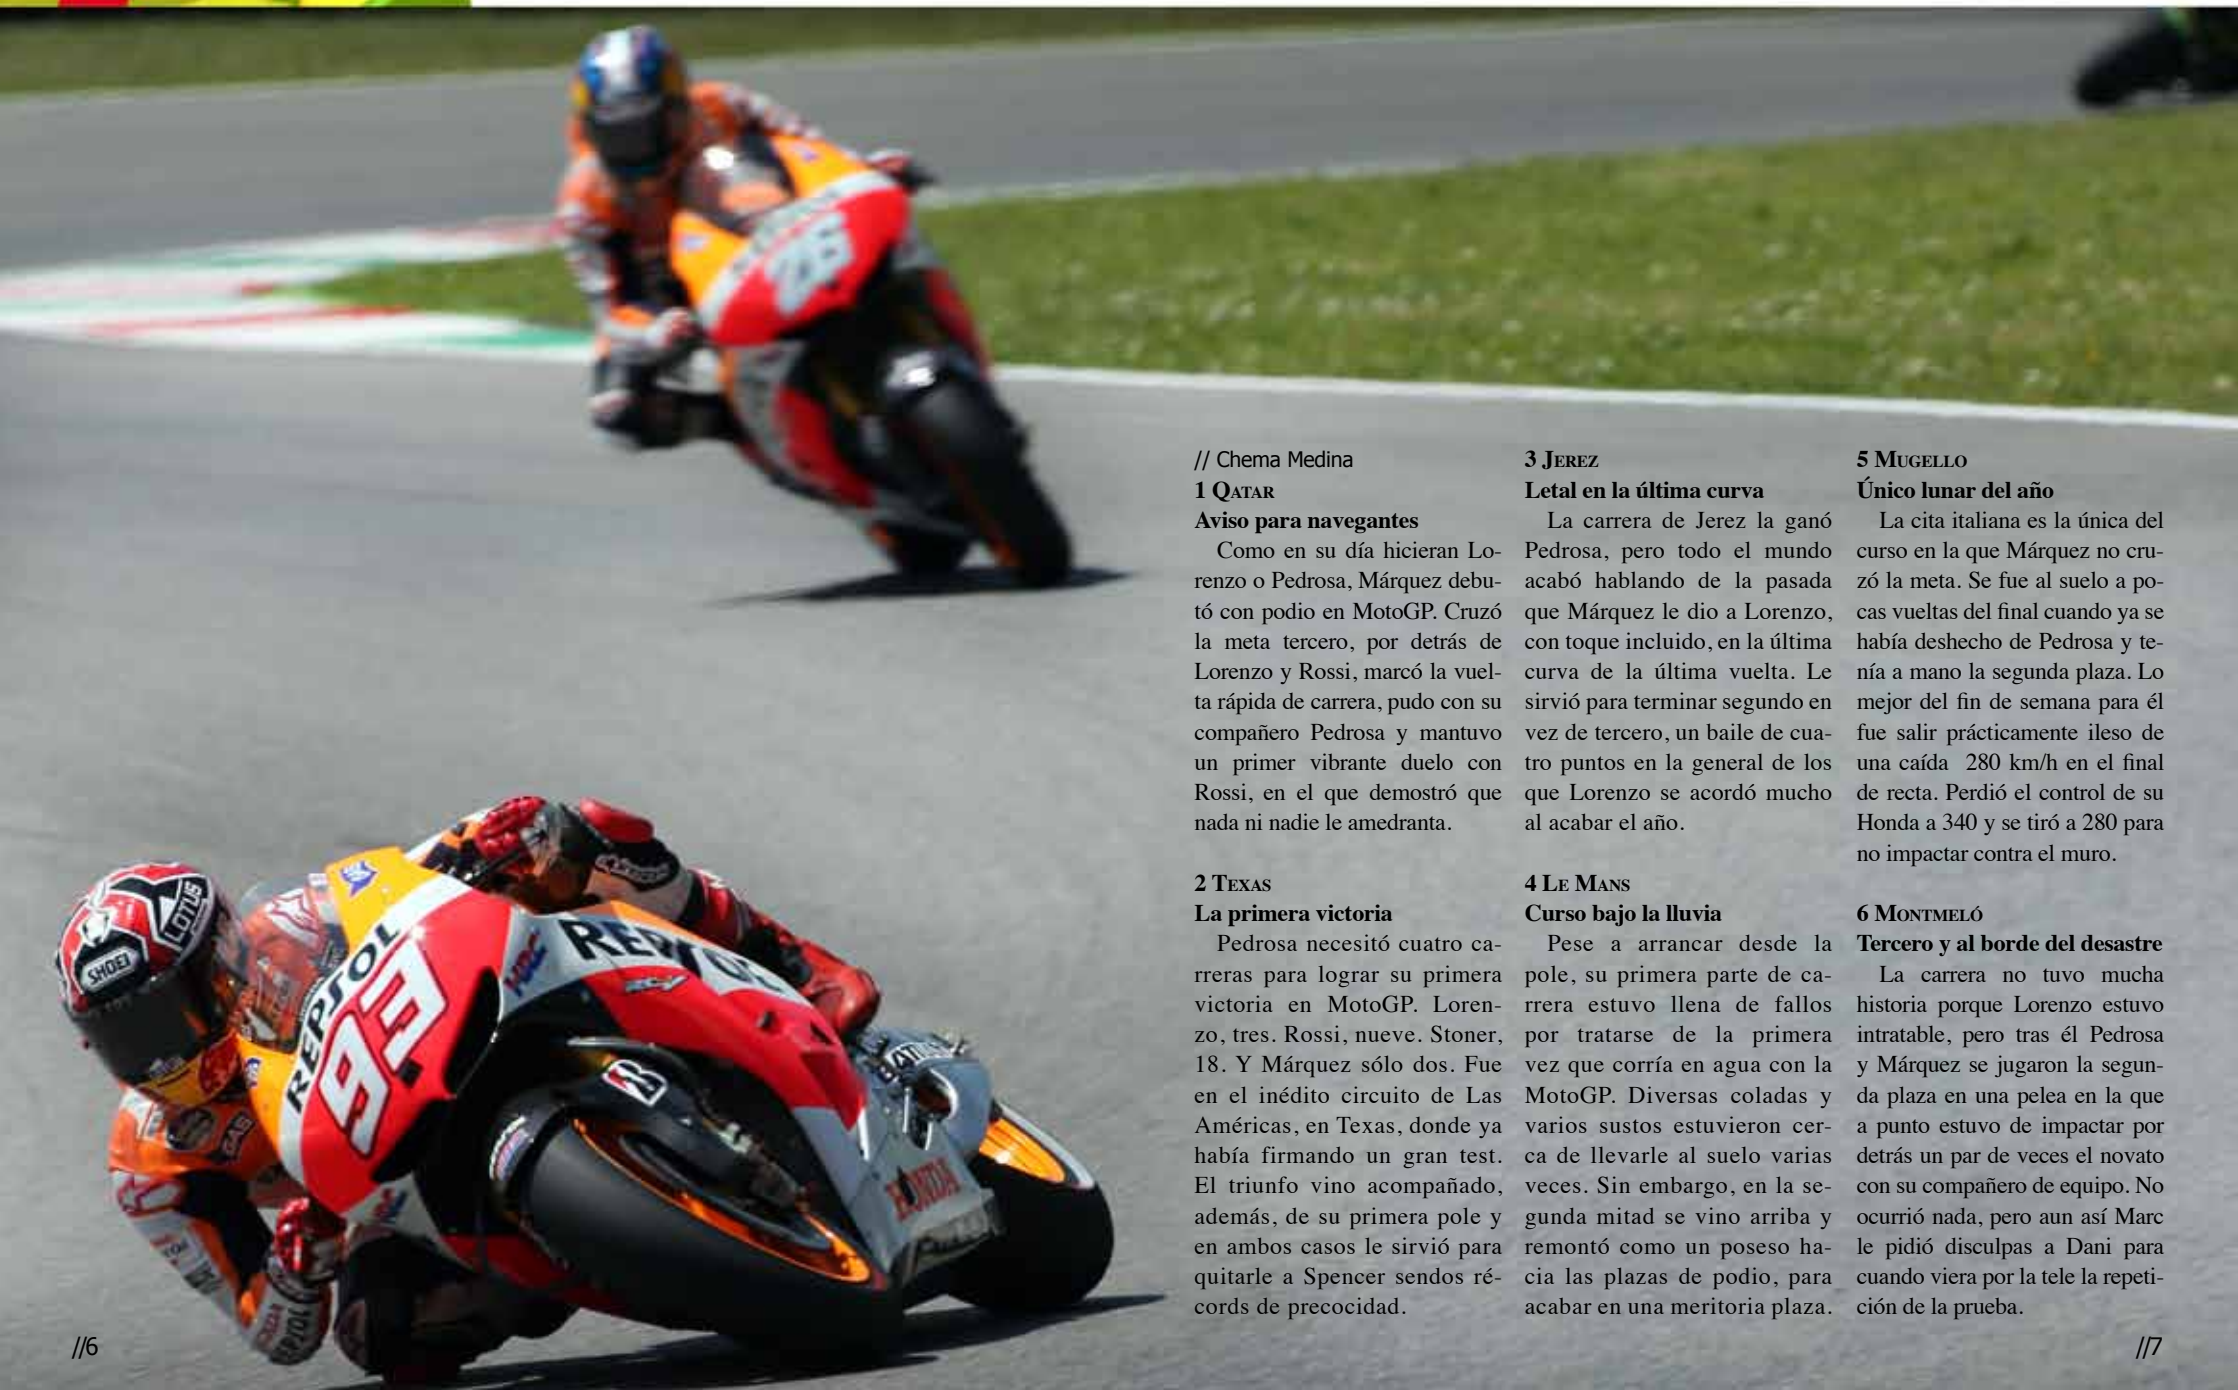 LOTUS
SHOEI
REPSOL
93
HRC
REPSOL
GAS
HONDA
26
// Chema Medina
1 Qatar
Aviso para navegantes
Como en su día hicieran Lo-
renzo o Pedrosa, Márquez debu-
tó con podio en MotoGP. Cruzó
la meta tercero, por detrás de
Lorenzo y Rossi, marcó la vuel-
ta rápida de carrera, pudo con su
compañero Pedrosa y mantuvo
un primer vibrante duelo con
Rossi, en el que demostró que
nada ni nadie le amedranta.
2 Texas
La primera victoria
Pedrosa necesitó cuatro ca-
rreras para lograr su primera
victoria en MotoGP. Loren-
zo, tres. Rossi, nueve. Stoner,
18. Y Márquez sólo dos. Fue
en el inédito circuito de Las
Américas, en Texas, donde ya
había firmando un gran test.
El triunfo vino acompañado,
además, de su primera pole y
en ambos casos le sirvió para
quitarle a Spencer sendos ré-
cords de precocidad.
3 Jerez
Letal en la última curva
La carrera de Jerez la ganó
Pedrosa, pero todo el mundo
acabó hablando de la pasada
que Márquez le dio a Lorenzo,
con toque incluido, en la última
curva de la última vuelta. Le
sirvió para terminar segundo en
vez de tercero, un baile de cua-
tro puntos en la general de los
que Lorenzo se acordó mucho
al acabar el año.
4 Le Mans
Curso bajo la lluvia
Pese a arrancar desde la
pole, su primera parte de ca-
rrera estuvo llena de fallos
por tratarse de la primera
vez que corría en agua con la
MotoGP. Diversas coladas y
varios sustos estuvieron cer-
ca de llevarle al suelo varias
veces. Sin embargo, en la se-
gunda mitad se vino arriba y
remontó como un poseso ha-
cia las plazas de podio, para
acabar en una meritoria plaza.
5 Mugello
Único lunar del año
La cita italiana es la única del
curso en la que Márquez no cru-
zó la meta. Se fue al suelo a po-
cas vueltas del final cuando ya se
había deshecho de Pedrosa y te-
nía a mano la segunda plaza. Lo
mejor del fin de semana para él
fue salir prácticamente ileso de
una caída 280 km/h en el final
de recta. Perdió el control de su
Honda a 340 y se tiró a 280 para
no impactar contra el muro.
6 Montmeló
Tercero y al borde del desastre
La carrera no tuvo mucha
historia porque Lorenzo estuvo
intratable, pero tras él Pedrosa
y Márquez se jugaron la segun-
da plaza en una pelea en la que
a punto estuvo de impactar por
detrás un par de veces el novato
con su compañero de equipo. No
ocurrió nada, pero aun así Marc
le pidió disculpas a Dani para
cuando viera por la tele la repeti-
ción de la prueba.
//6
//7